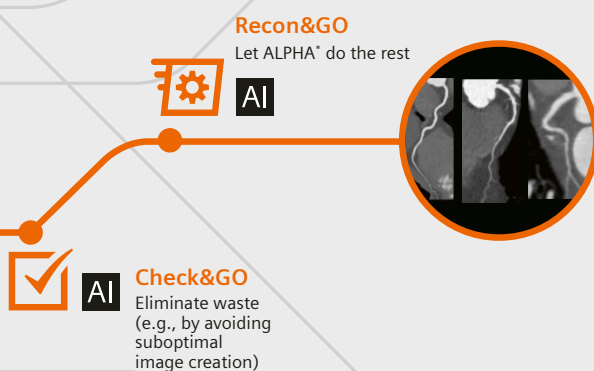 Recon&GO
Let ALPHA* do the rest
AI
AI
Check&GO
Eliminate waste
(e.g., by avoiding
suboptimal
image creation)